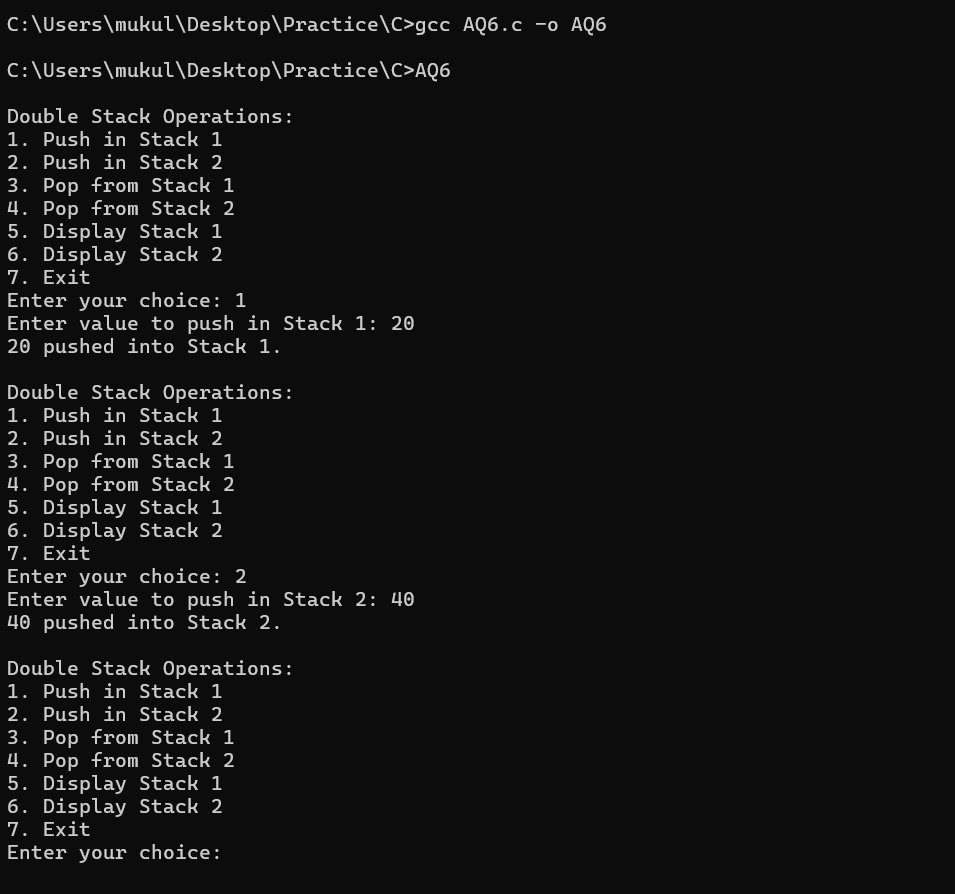 C:\Users\mukul\Desktop\Practice\C>gcc AQ6.c -o AQ6
C:\Users\mukul\Desktop\Practice\C>AQ6
Double Stack Operations:
1. Push in Stack 1
2. Push in Stack 2
3. Pop from Stack 1
4. Pop from Stack 2
5. Display Stack 1
6. Display Stack 2
7. Exit
Enter your choice: 1
Enter value to push in Stack 1: 20
20 pushed into Stack 1.
Double Stack Operations:
1. Push in Stack 1
2. Push in Stack 2
3. Pop from Stack 1
4. Pop from Stack 2
5. Display Stack 1
6. Display Stack 2
7. Exit
Enter your choice: 2
Enter value to push in Stack 2: 40
40 pushed into Stack 2.
Double Stack Operations:
1. Push in Stack 1
2. Push in Stack 2
3. Pop from Stack 1
4. Pop from Stack 2
5. Display Stack 1
6. Display Stack 2
7. Exit
Enter your choice: